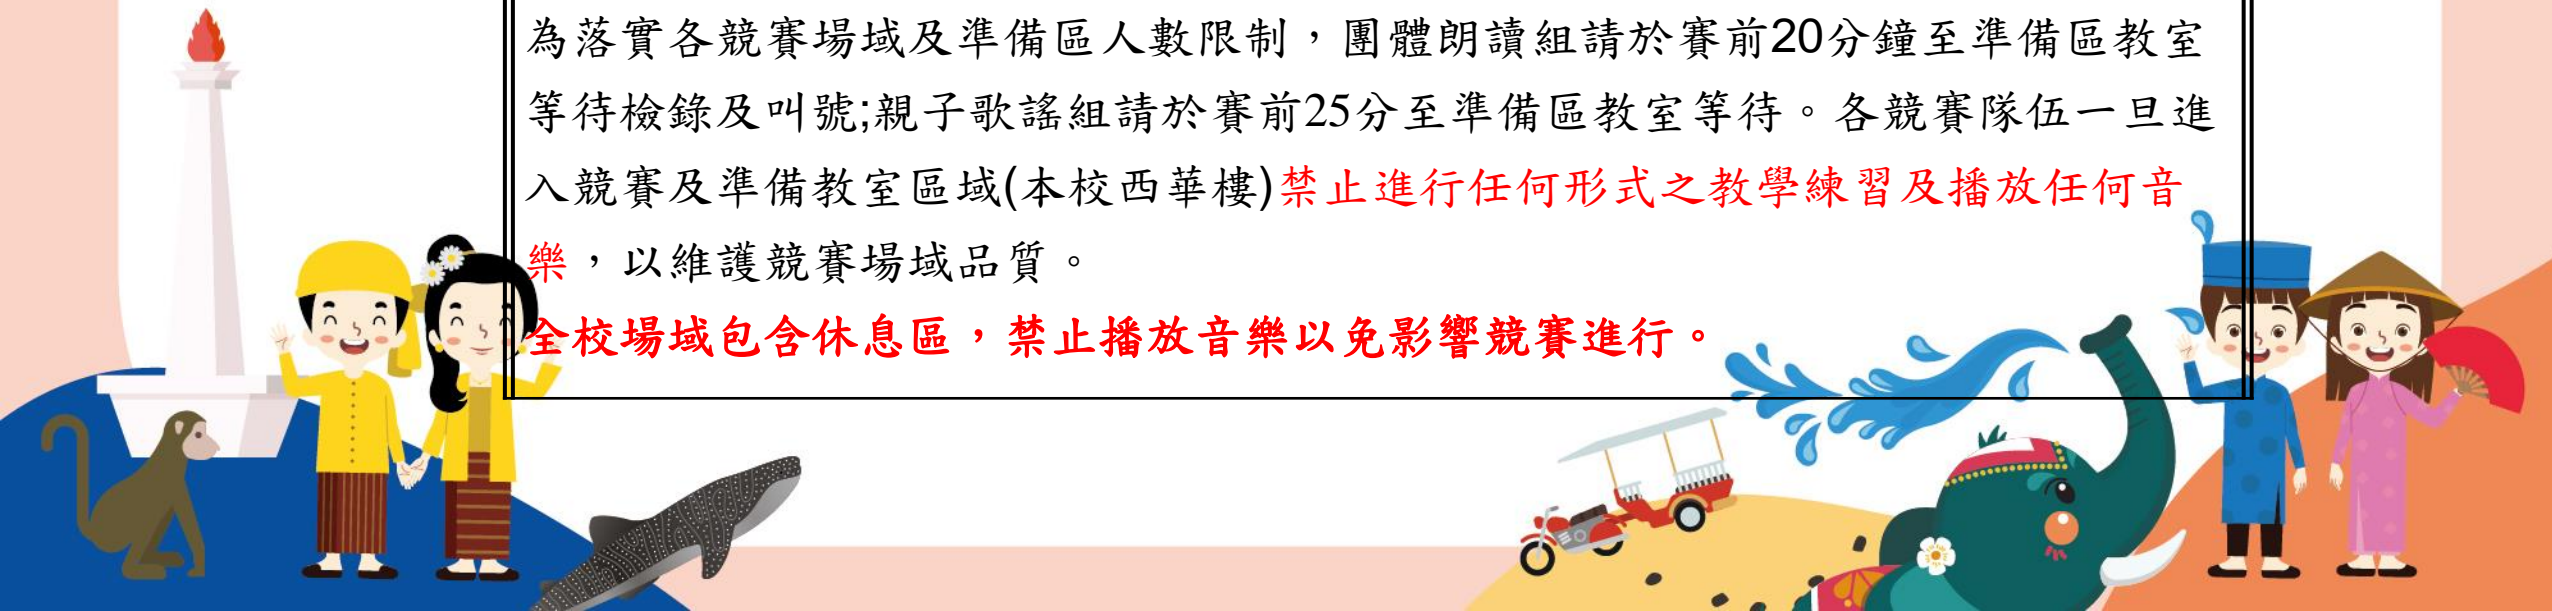 為落實各競賽場域及準備區人數限制，團體朗讀組請於賽前20分鐘至準備區教室
等待檢錄及叫號;親子歌謠組請於賽前25分至準備區教室等待。各競賽隊伍一旦進
入競賽及準備教室區域(本校西華樓)禁止進行任何形式之教學練習及播放任何音
樂，以維護競賽場域品質。
全校場域包含休息區，禁止播放音樂以免影響競賽進行。